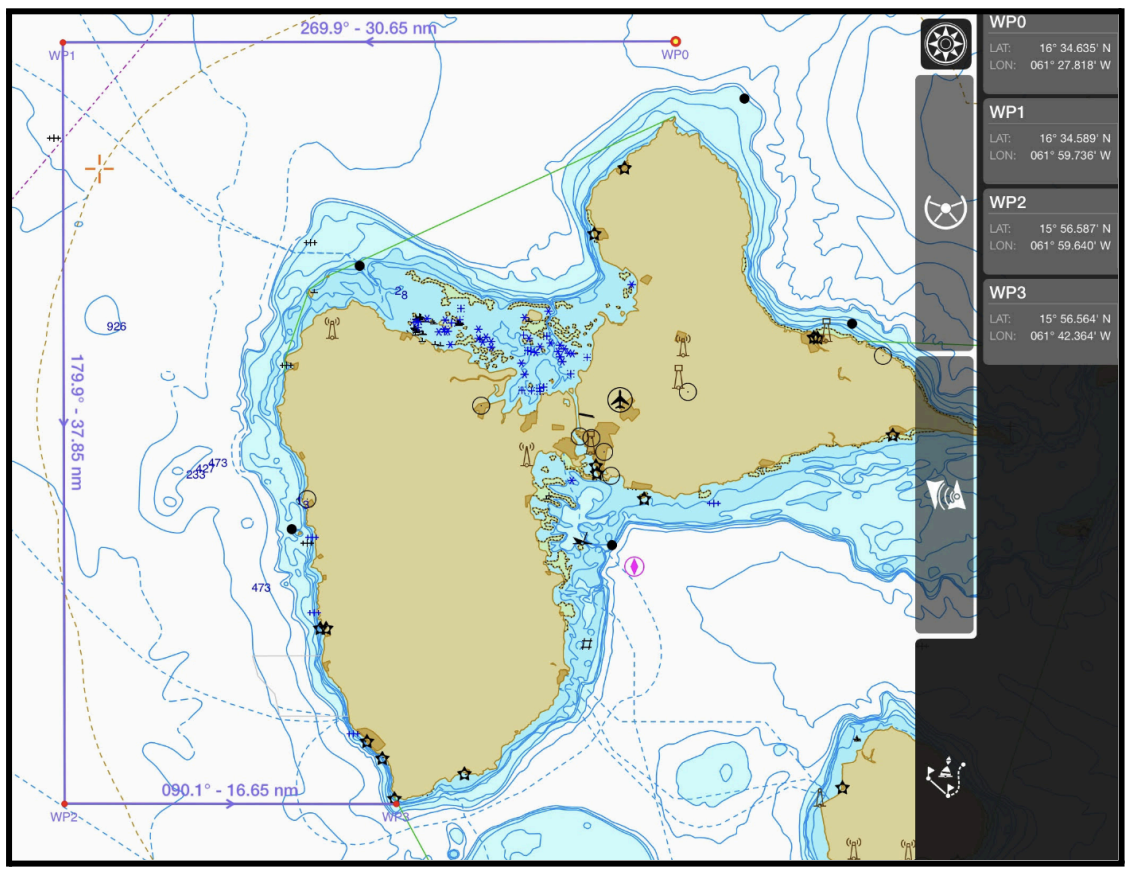 269.9° - 30.65 nm
WP1
WP0
28
926
179.9° - 37.85 nm
473
427
233
473
090.1° - 16.65 nm
WP2
WP3
WP0
LAT: 16° 34.635' N
LON: 061° 27.818' W
WP1
LAT: 16° 34.589' N
LON: 061° 59.736' W
WP2
LAT: 15° 56.587' N
LON: 061° 59.640' W
WP3
LAT: 15° 56.564' N
LON: 061° 42.364' W